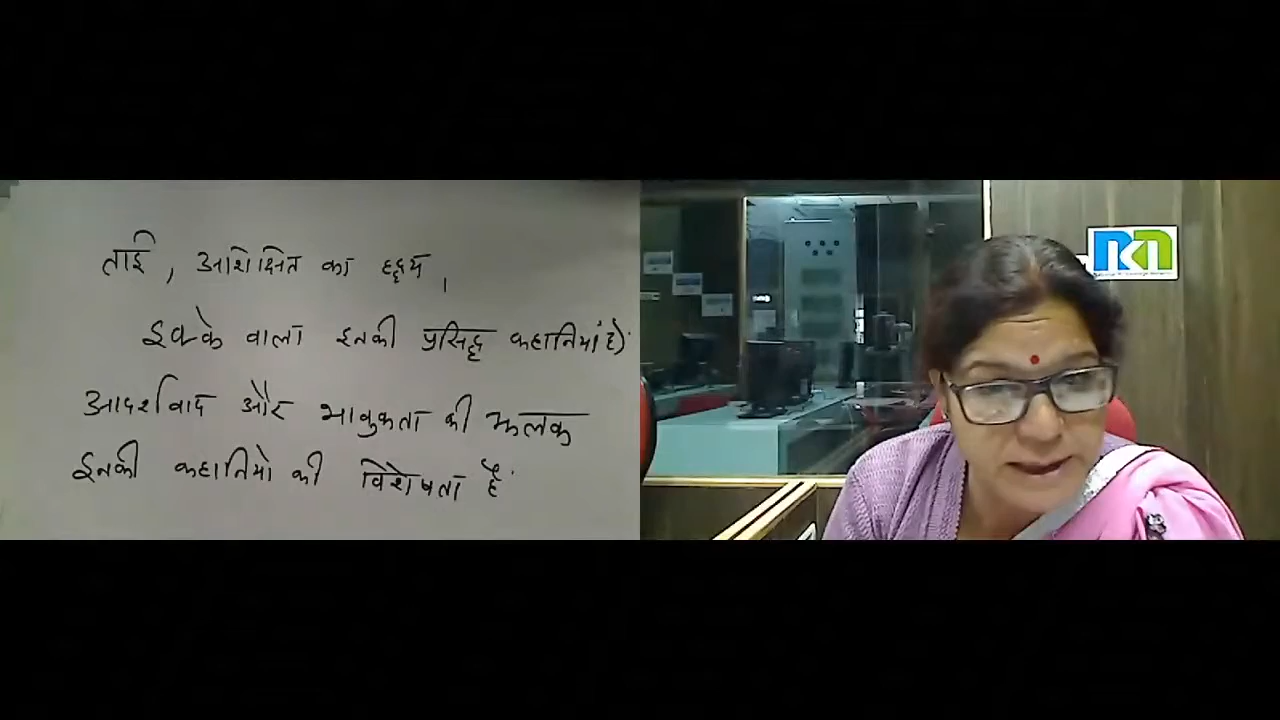 ताई, अशिक्षित का हृदय,
इक्के वाला इनकी प्रसिद्ध कहानियां है।
आदर्शवाद और भावुकता की झलक
इनकी कहानियो की विशेषता है